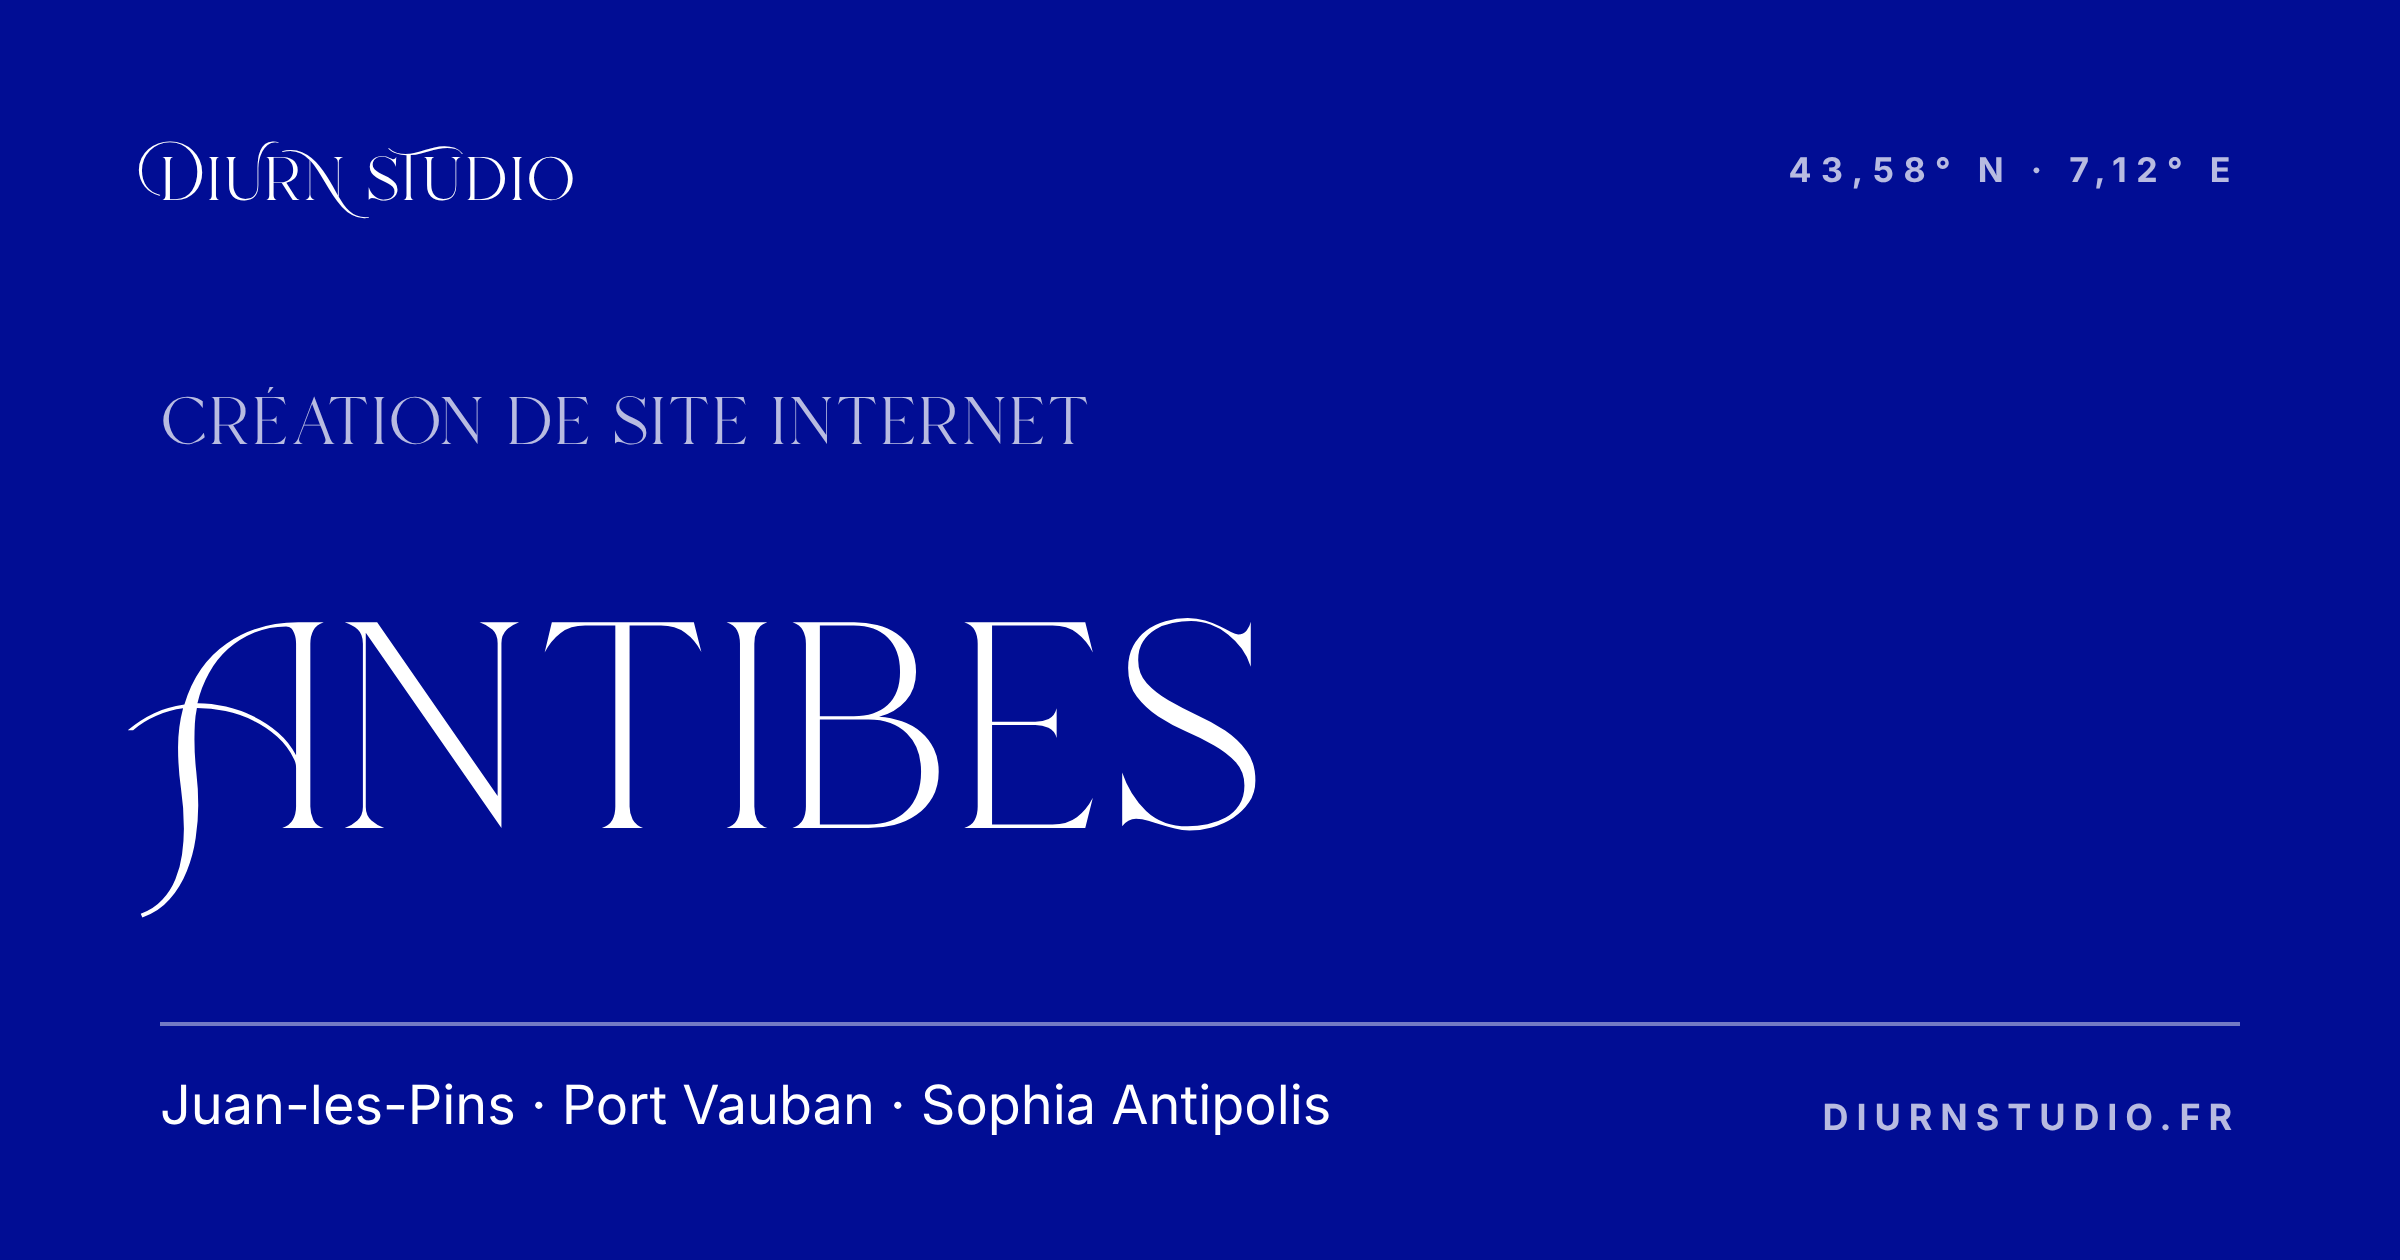 DIURN STUDIO
43,58° N · 7,12° E
CRÉATION DE SITE INTERNET
ANTIBES
Juan-les-Pins · Port Vauban · Sophia Antipolis
DIURNSTUDIO.FR